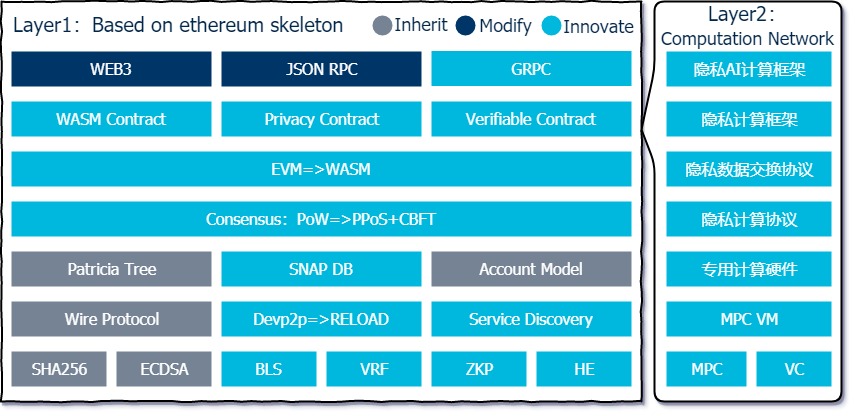 Layer1：Based on ethereum skeleton
Inherit
Modify
Innovate
WEB3
JSON RPC
GRPC
WASM Contract
Privacy Contract
Verifiable Contract
EVM=>WASM
Consensus：PoW=>PPoS+CBFT
Patricia Tree
SNAP DB
Account Model
Wire Protocol
Devp2p=>RELOAD
Service Discovery
SHA256
ECDSA
BLS
VRF
ZKP
HE
Layer2：
Computation Network
隐私AI计算框架
隐私计算框架
隐私数据交换协议
隐私计算协议
专用计算硬件
MPC VM
MPC
VC